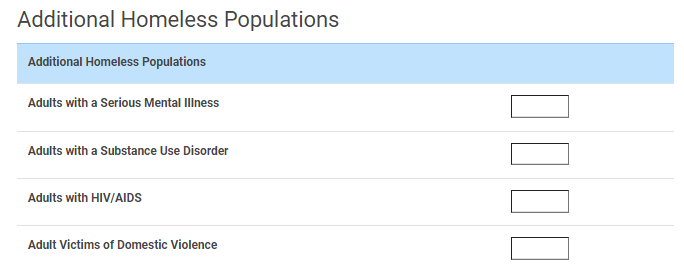 Additional Homeless Populations
Additional Homeless Populations
Adults with a Serious Mental Illness
Adults with a Substance Use Disorder
Adults with HIV/AIDS
Adult Victims of Domestic Violence